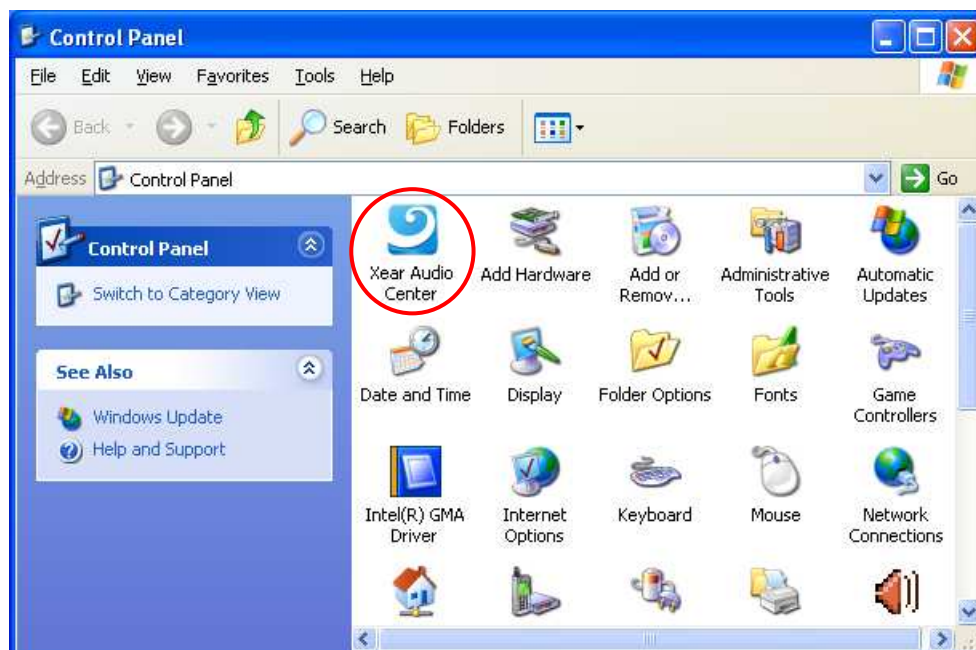 Control Panel
File Edit View Favorites Tools Help
Back Search Folders
Address Control Panel Go
Control Panel
Switch to Category View
See Also
Windows Update
Help and Support
Xear Audio
Center
Add Hardware
Add or
Remov...
Administrative
Tools
Automatic
Updates
Date and Time
Display
Folder Options
Fonts
Game
Controllers
Intel(R) GMA
Driver
Internet
Options
Keyboard
Mouse
Network
Connections